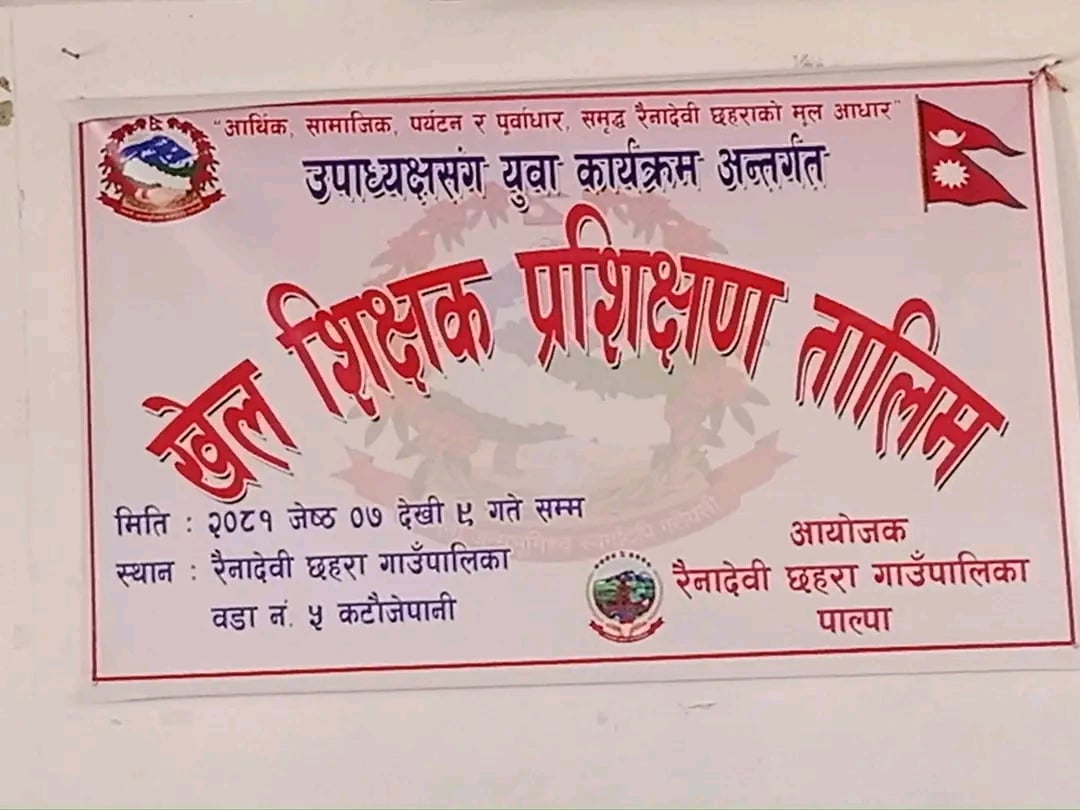 "आर्थिक, सामाजिक, पर्यटन र पूर्वाधार, समृद्ध रैनादेवी छहराको मूल आधार"
उपाध्यक्षसंग युवा कार्यक्रम अन्तर्गत
खेल शिक्षक प्रशिक्षण तालिम
मिति : २०८१ जेष्ठ ०७ देखी ९ गते सम्म
स्थान : रैनादेवी छहरा गाउँपालिका
वडा नं. ५ कटौजेपानी
आयोजक
रैनादेवी छहरा गाउँपालिका
पाल्पा